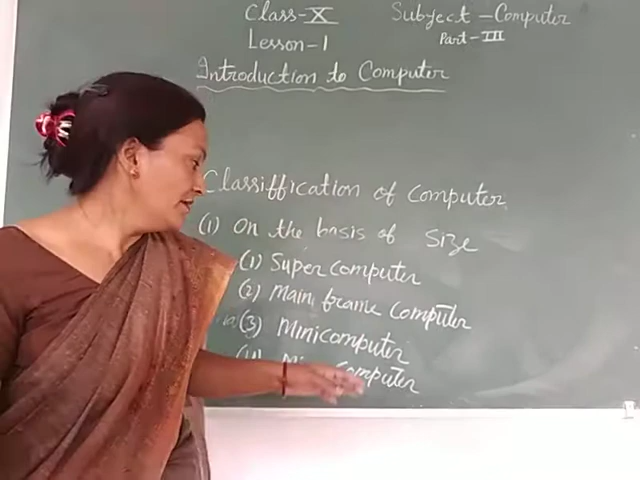 Class-X
Subject - Computer
Part - III
Lesson-1
Introduction to Computer
Classiffication of Computer
(1) On the basis of Size
(1) Super computer
(2) Main frame Computer
(3) Minicomputer
computer